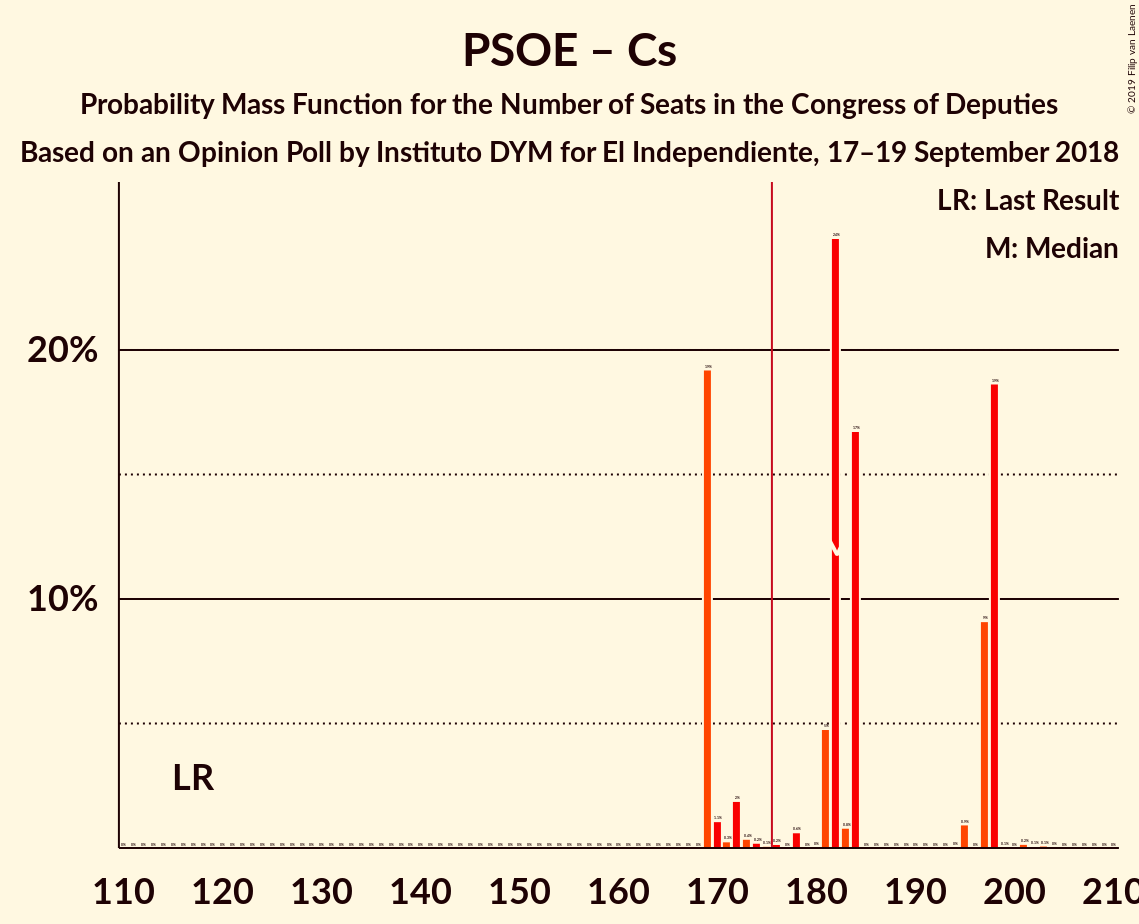 PSOE – Cs
Probability Mass Function for the Number of Seats in the Congress of Deputies
Based on an Opinion Poll by Instituto DYM for El Independiente, 17–19 September 2018
© 2019 Filip van Laenen
LR: Last Result
M: Median
20%
10%
LR
M
110 120 130 140 150 160 170 180 190 200 210